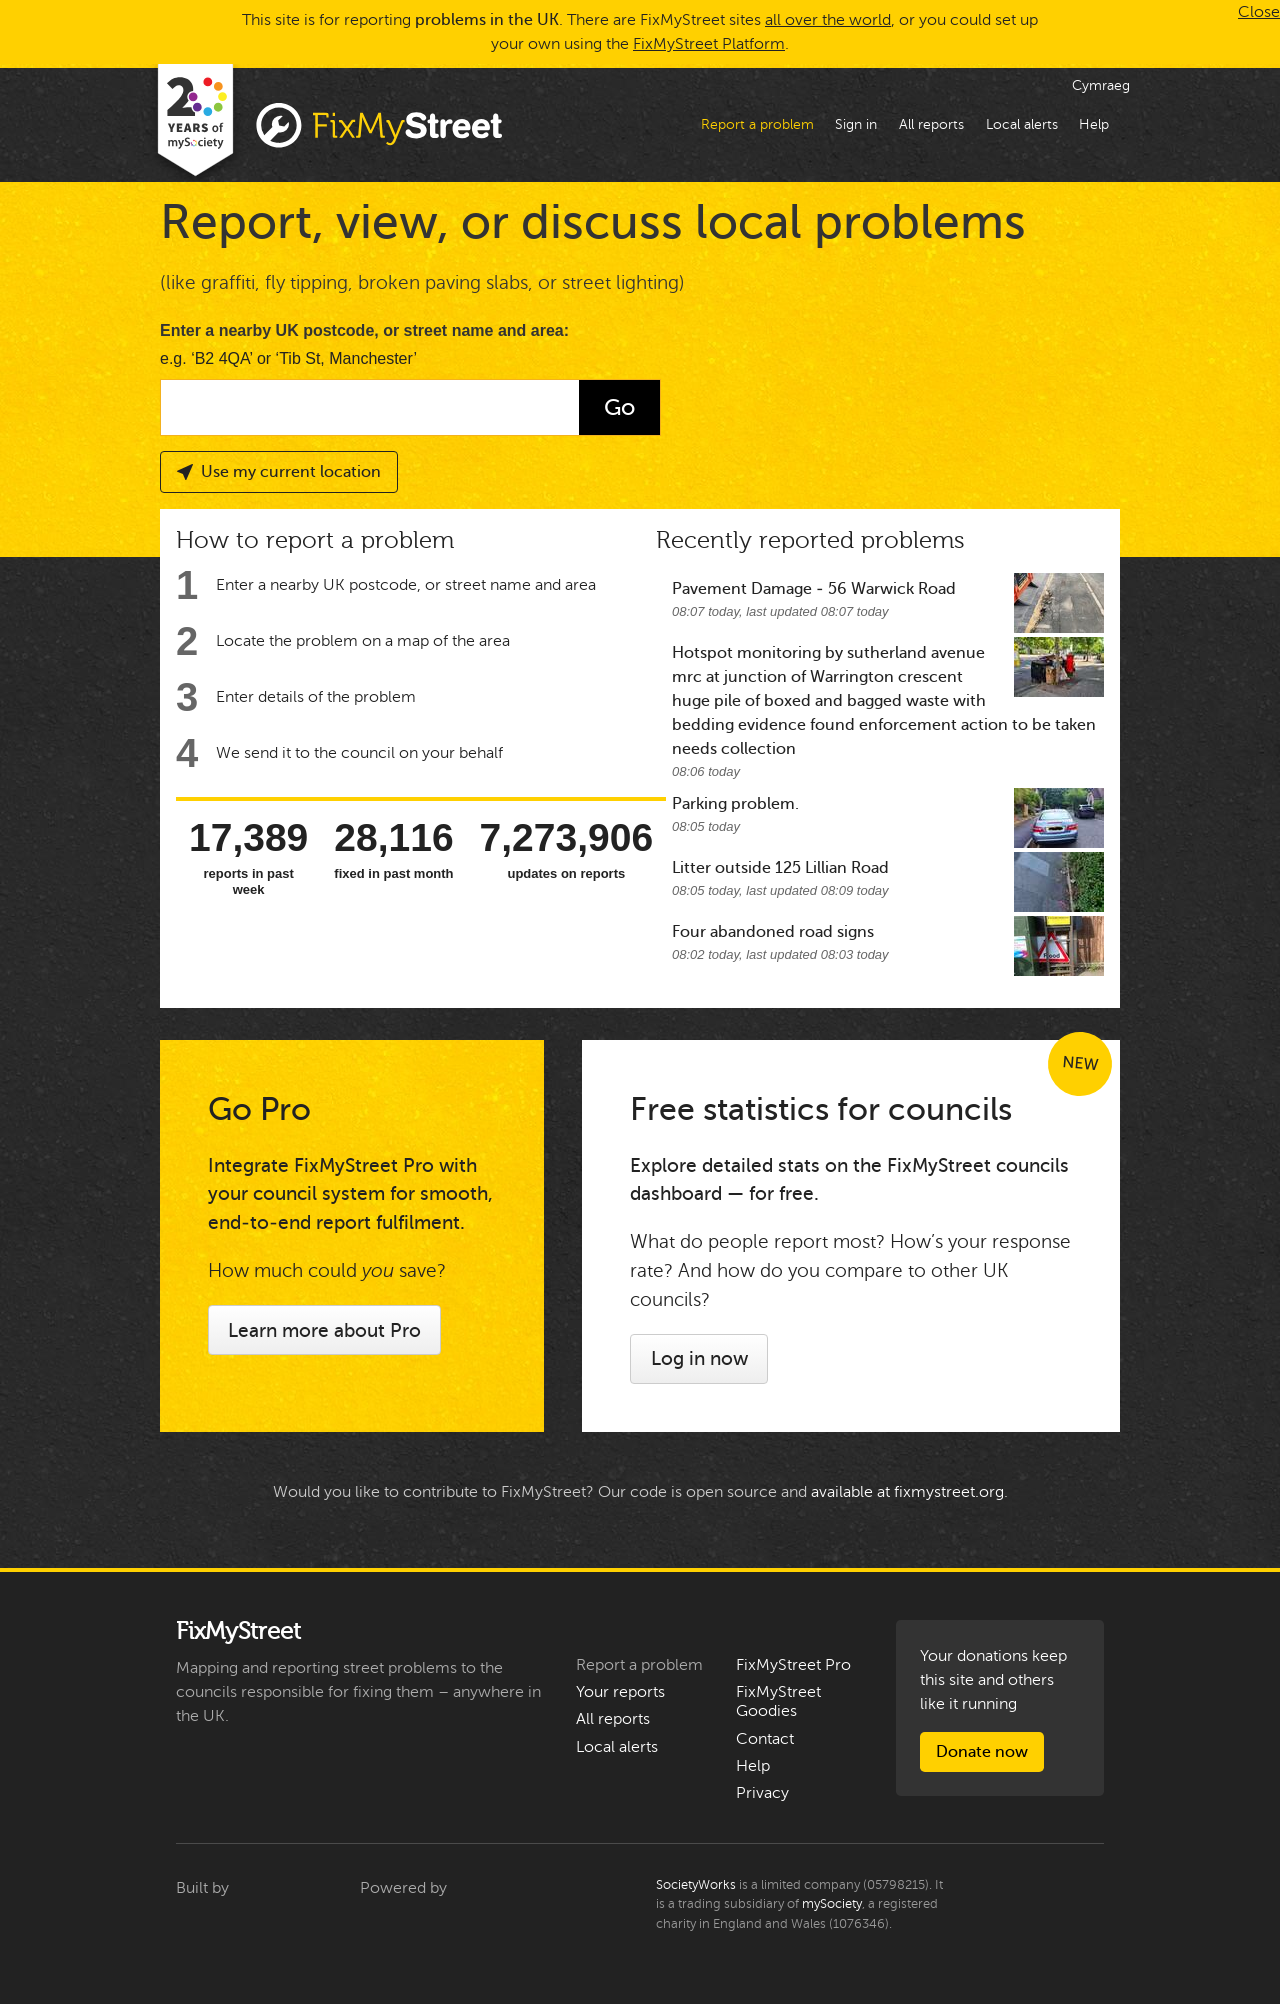 This site is for reporting problems in the UK. There are FixMyStreet sites all over the world, or you could set up
your own using the FixMyStreet Platform.
Close
20
YEARS of
mySociety
FixMyStreet
Cymraeg
Report a problem
Sign in
All reports
Local alerts
Help
Report, view, or discuss local problems
(like graffiti, fly tipping, broken paving slabs, or street lighting)
Enter a nearby UK postcode, or street name and area:
e.g. ‘B2 4QA’ or ‘Tib St, Manchester’
Go
Use my current location
How to report a problem
1 Enter a nearby UK postcode, or street name and area
2 Locate the problem on a map of the area
3 Enter details of the problem
4 We send it to the council on your behalf
17,389
reports in past
week
28,116
fixed in past month
7,273,906
updates on reports
Recently reported problems
Pavement Damage - 56 Warwick Road
08:07 today, last updated 08:07 today
Hotspot monitoring by sutherland avenue
mrc at junction of Warrington crescent
huge pile of boxed and bagged waste with
bedding evidence found enforcement action to be taken
needs collection
08:06 today
Parking problem.
08:05 today
Litter outside 125 Lillian Road
08:05 today, last updated 08:09 today
Four abandoned road signs
08:02 today, last updated 08:03 today
Flood
Go Pro
Integrate FixMyStreet Pro with
your council system for smooth,
end-to-end report fulfilment.
How much could you save?
Learn more about Pro
NEW
Free statistics for councils
Explore detailed stats on the FixMyStreet councils
dashboard — for free.
What do people report most? How’s your response
rate? And how do you compare to other UK
councils?
Log in now
Would you like to contribute to FixMyStreet? Our code is open source and available at fixmystreet.org.
FixMyStreet
Mapping and reporting street problems to the
councils responsible for fixing them – anywhere in
the UK.
Report a problem
Your reports
All reports
Local alerts
FixMyStreet Pro
FixMyStreet
Goodies
Contact
Help
Privacy
Your donations keep
this site and others
like it running
Donate now
Built by
Powered by
SocietyWorks is a limited company (05798215). It
is a trading subsidiary of mySociety, a registered
charity in England and Wales (1076346).